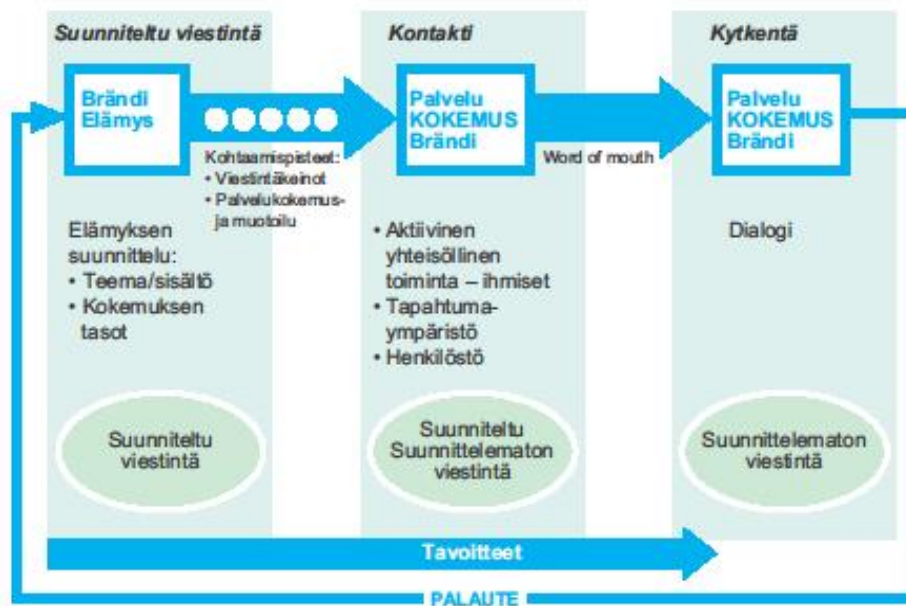 Suunniteltu viestintä
Brändi
Elämys
Kohtaamispisteet:
• Viestintäkeinot
• Palvelukokemus-
ja muotoilu
Elämyksen
suunnittelu:
• Teema/sisältö
• Kokemuksen
tasot
Suunniteltu
viestintä
Kontakti
Palvelu
KOKEMUS
Brändi
Word of mouth
• Aktiivinen
yhteisöllinen
toiminta – ihmiset
• Tapahtuma-
ympäristö
• Henkilöstö
Suunniteltu
Suunnittelematon
viestintä
Kytkentä
Palvelu
KOKEMUS
Brändi
Dialogi
Suunnittelematon
viestintä
Tavoitteet
PALAUTE